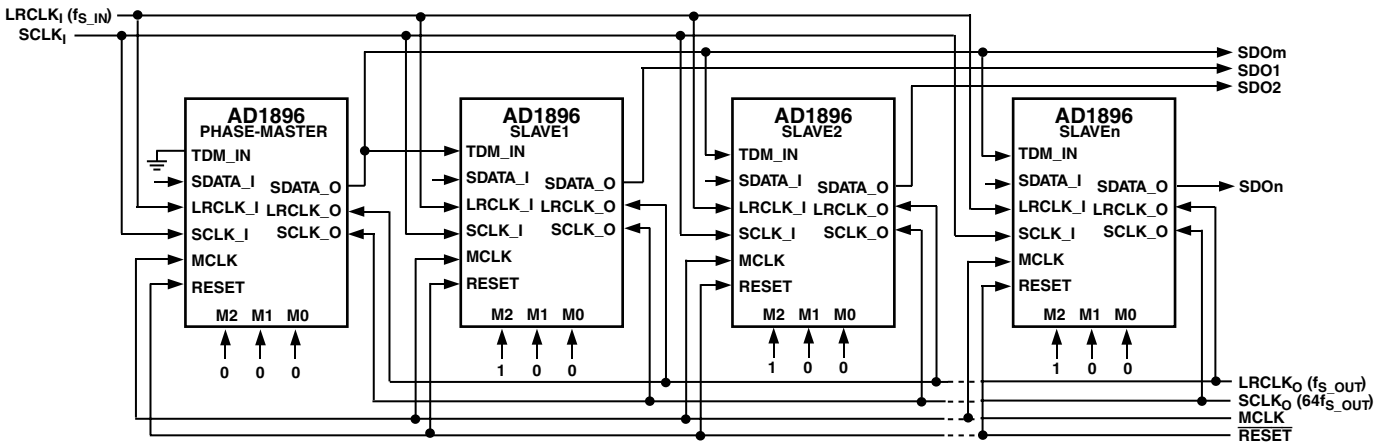 LRCLKI (fS_IN)
SCLKI
SDOm
SDO1
SDO2
AD1896
PHASE-MASTER
TDM_IN
SDATA_I
SDATA_O
LRCLK_I
LRCLK_O
SCLK_I
SCLK_O
MCLK
RESET
M2 M1 M0
0 0 0
AD1896
SLAVE1
TDM_IN
SDATA_I
SDATA_O
LRCLK_I
LRCLK_O
SCLK_I
SCLK_O
MCLK
RESET
M2 M1 M0
1 0 0
AD1896
SLAVE2
TDM_IN
SDATA_I
SDATA_O
LRCLK_I
LRCLK_O
SCLK_I
SCLK_O
MCLK
RESET
M2 M1 M0
1 0 0
AD1896
SLAVEn
TDM_IN
SDATA_I
SDATA_O
LRCLK_I
LRCLK_O
SCLK_I
SCLK_O
MCLK
RESET
M2 M1 M0
1 0 0
SDOn
LRCLKO (fS_OUT)
SCLKO (64fS_OUT)
MCLK
RESET